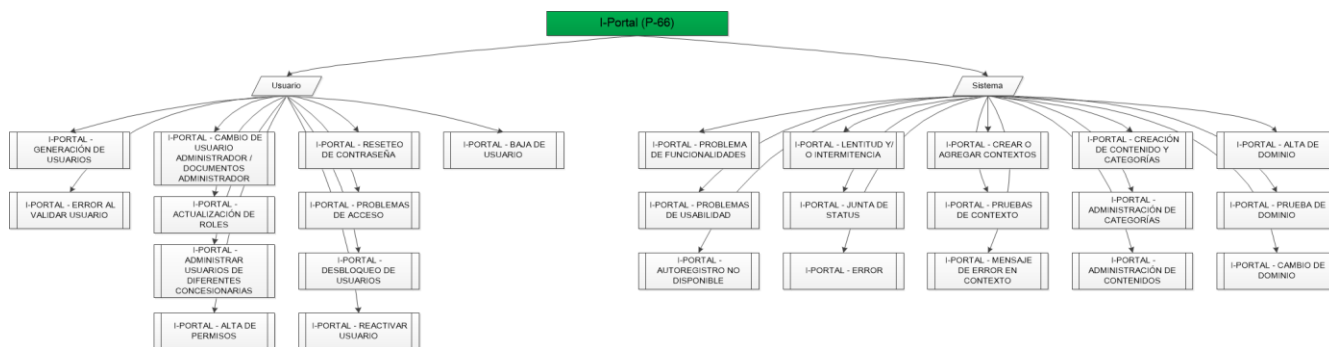 I-Portal (P-66)
Usuario
Sistema
I-PORTAL -
GENERACIÓN DE
USUARIOS
I-PORTAL - CAMBIO DE
USUARIO
ADMINISTRADOR /
DOCUMENTOS
ADMINISTRADOR
I-PORTAL - RESETEO
DE CONTRASEÑA
I-PORTAL - BAJA DE
USUARIO
I-PORTAL - PROBLEMA
DE FUNCIONALIDADES
I-PORTAL - LENTITUD Y/
O INTERMITENCIA
I-PORTAL - CREAR O
AGREGAR CONTEXTOS
I-PORTAL - CREACIÓN
DE CONTENIDO Y
CATEGORÍAS
I-PORTAL - ALTA DE
DOMINIO
I-PORTAL - ERROR AL
VALIDAR USUARIO
I-PORTAL -
ACTUALIZACIÓN DE
ROLES
I-PORTAL - PROBLEMAS
DE ACCESO
I-PORTAL - PROBLEMAS
DE USABILIDAD
I-PORTAL - JUNTA DE
STATUS
I-PORTAL - PRUEBAS
DE CONTEXTO
I-PORTAL -
ADMINISTRACIÓN DE
CATEGORÍAS
I-PORTAL - PRUEBA DE
DOMINIO
I-PORTAL -
ADMINISTRAR
USUARIOS DE
DIFERENTES
CONCESIONARIAS
I-PORTAL -
DESBLOQUEO DE
USUARIOS
I-PORTAL -
AUTOREGISTRO NO
DISPONIBLE
I-PORTAL - ERROR
I-PORTAL - MENSAJE
DE ERROR EN
CONTEXTO
I-PORTAL -
ADMINISTRACIÓN DE
CONTENIDOS
I-PORTAL - CAMBIO DE
DOMINIO
I-PORTAL - ALTA DE
PERMISOS
I-PORTAL - REACTIVAR
USUARIO